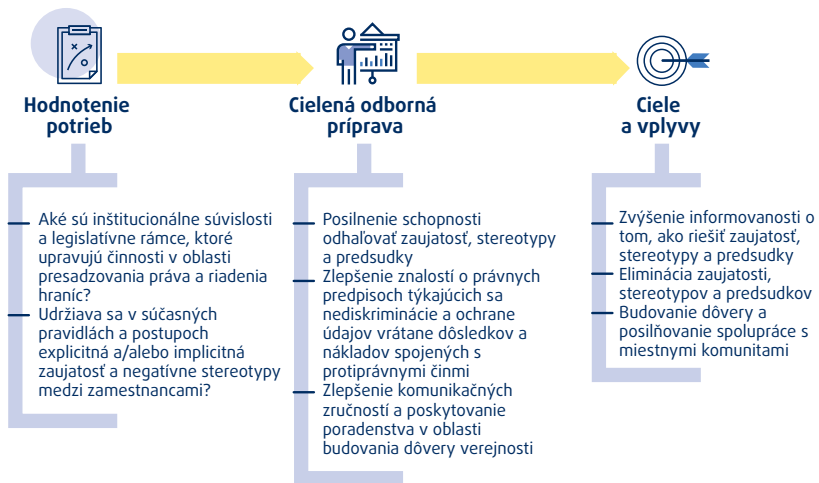 Hodnotenie
potrieb
Aké sú inštitucionálne súvislosti
a legislatívne rámce, ktoré
upravujú činnosti v oblasti
presadzovania práva a riadenia
hraníc?
Udržiava sa v súčasných
pravidlách a postupoch
explicitná a/alebo implicitná
zaujatosť a negatívne stereotypy
medzi zamestnancami?
Cielená odborná
príprava
Posilnenie schopnosti
odhaľovať zaujatosť, stereotypy
a predsudky
Zlepšenie znalostí o právnych
predpisoch týkajúcich sa
nediskriminácie a ochrane
údajov vrátane dôsledkov a
nákladov spojených s
protiprávnymi činmi
Zlepšenie komunikačných
zručností a poskytovanie
poradenstva v oblasti
budovania dôvery verejnosti
Ciele
a vplyvy
Zvýšenie informovanosti o
tom, ako riešiť zaujatosť,
stereotypy a predsudky
Eliminácia zaujatosti,
stereotypov a predsudkov
Budovanie dôvery a
posilňovanie spolupráce s
miestnymi komunitami